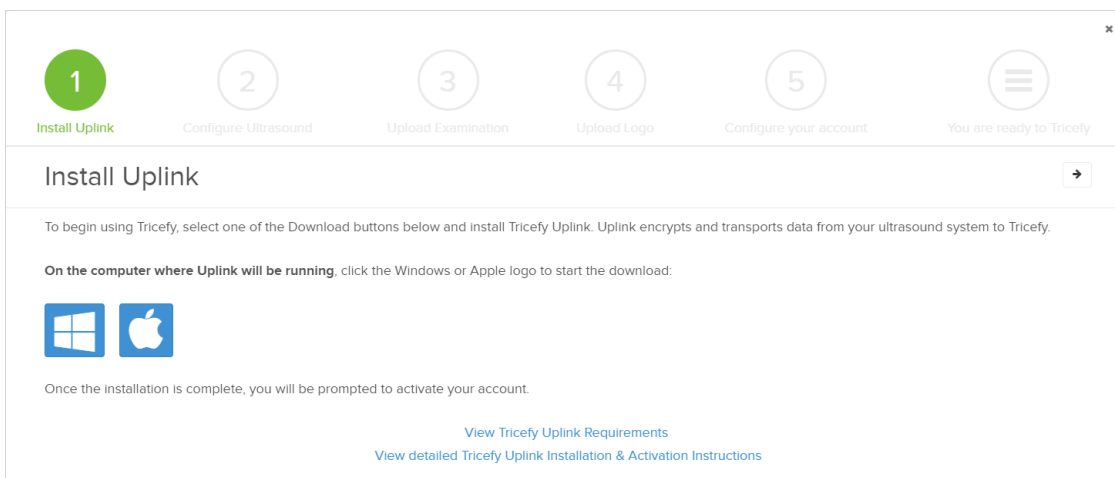 1
2
3
4
5
Install Uplink
Configure Ultrasound
Upload Examination
Upload Logo
Configure your account
You are ready to Tricefy
Install Uplink
To begin using Tricefy, select one of the Download buttons below and install Tricefy Uplink. Uplink encrypts and transports data from your ultrasound system to Tricefy.
On the computer where Uplink will be running, click the Windows or Apple logo to start the download:
Once the installation is complete, you will be prompted to activate your account.
View Tricefy Uplink Requirements
View detailed Tricefy Uplink Installation & Activation Instructions